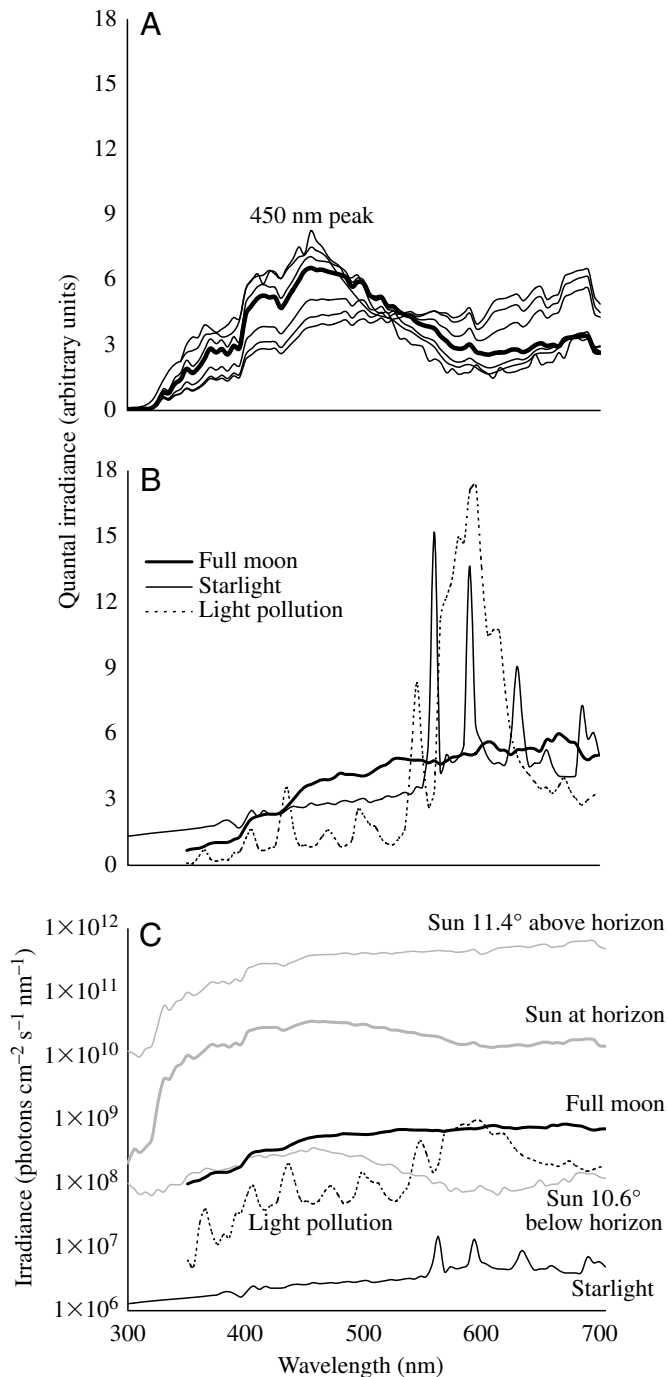 A
18
15
12
9
6
3
0
450 nm peak
Quantal irradiance (arbitrary units)
B
18
15
12
9
6
3
0
Full moon
Starlight
Light pollution
C
1×10¹²
1×10¹¹
1×10¹⁰
1×10⁹
1×10⁸
1×10⁷
1×10⁶
Irradiance (photons cm⁻² s⁻¹ nm⁻¹)
Sun 11.4° above horizon
Sun at horizon
Full moon
Sun 10.6°
below horizon
Light pollution
Starlight
300
400
500
600
700
Wavelength (nm)